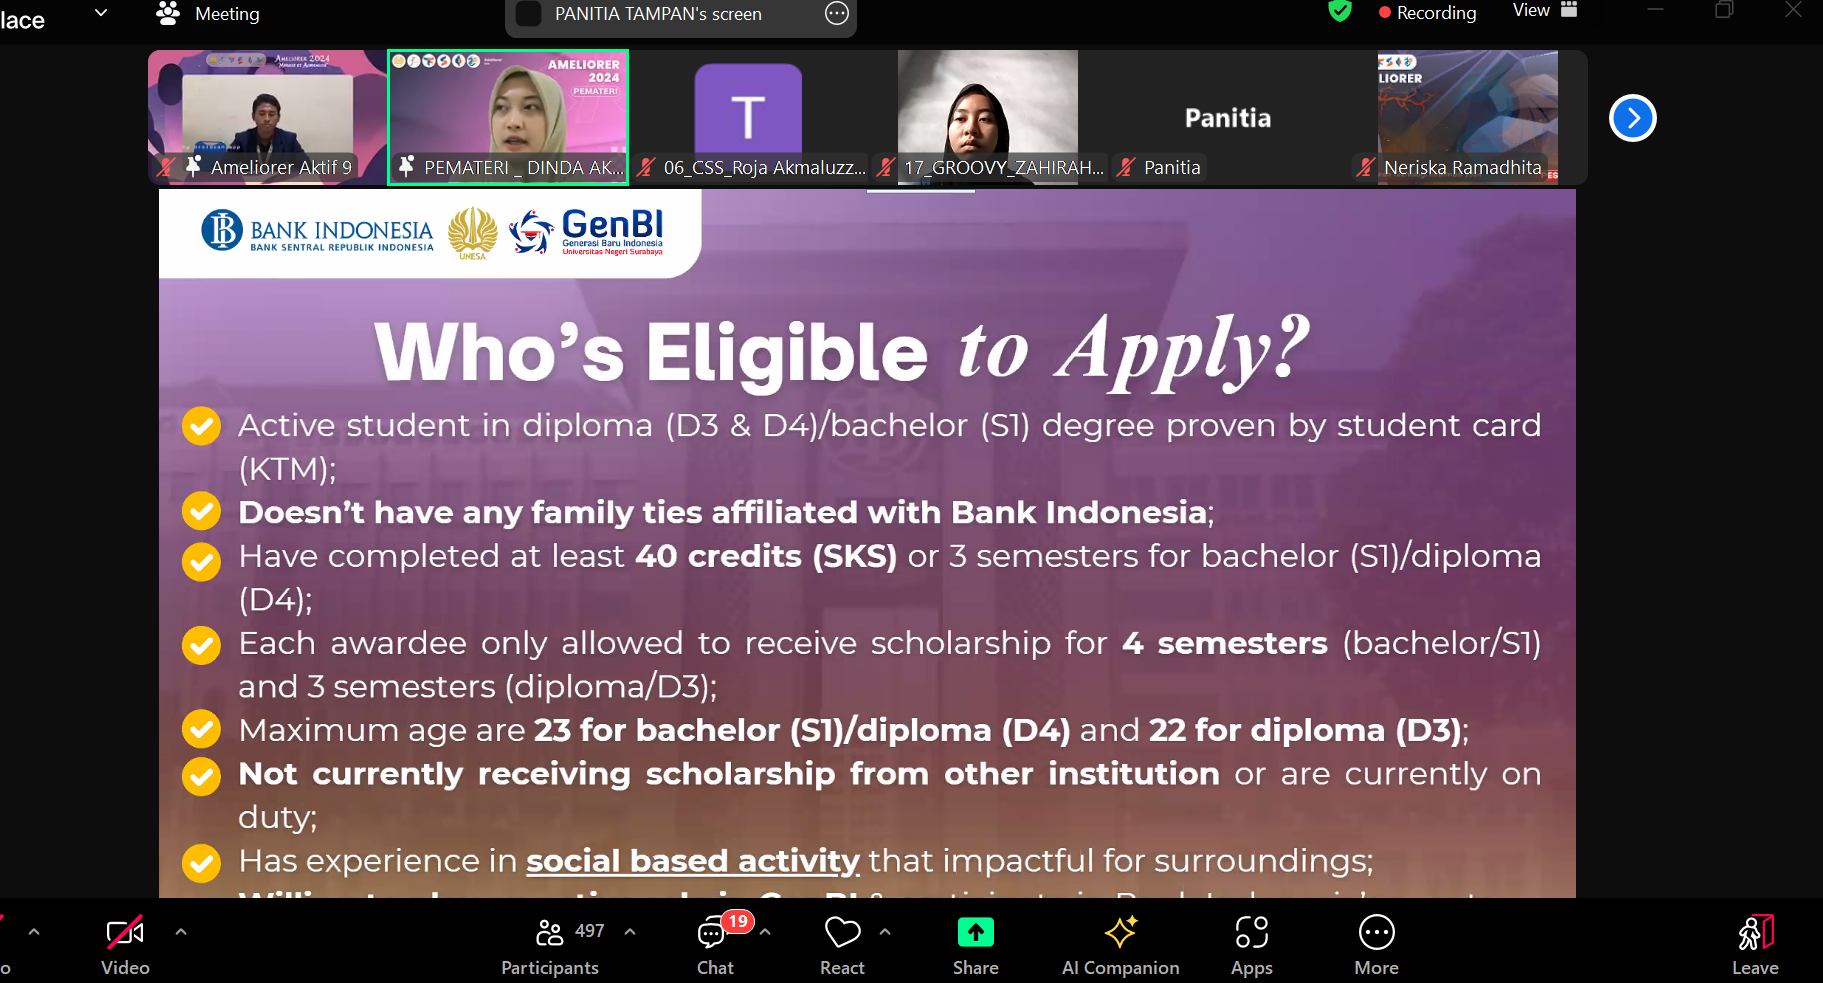 lace
Meeting
PANITIA TAMPAN's screen
Recording
View
AMELIORER 2024
AMELIORER
2024
PEMATERI
T
Panitia
LIORER
Ameliorer Aktif 9
PEMATERI _ DINDA AK...
06_CSS_Roja Akmaluzz...
17_GROOVY_ZAHIRAH...
Panitia
Neriska Ramadhita
BANK INDONESIA
BANK SENTRAL REPUBLIK INDONESIA
UNESA
GenBI
Generasi Baru Indonesia
Universitas Negeri Surabaya
Who's Eligible to Apply?
Active student in diploma (D3 & D4)/bachelor (S1) degree proven by student card
(KTM);
Doesn't have any family ties affiliated with Bank Indonesia;
Have completed at least 40 credits (SKS) or 3 semesters for bachelor (S1)/diploma
(D4);
Each awardee only allowed to receive scholarship for 4 semesters (bachelor/S1)
and 3 semesters (diploma/D3);
Maximum age are 23 for bachelor (S1)/diploma (D4) and 22 for diploma (D3);
Not currently receiving scholarship from other institution or are currently on
duty;
Has experience in social based activity that impactful for surroundings;
o
Video
497
Participants
19
Chat
React
Share
AI Companion
Apps
More
Leave